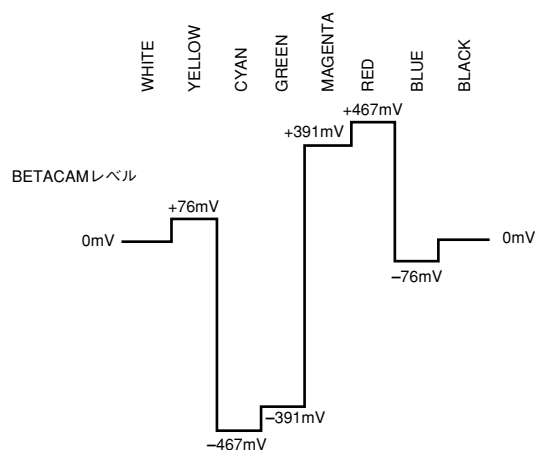 WHITE
YELLOW
CYAN
GREEN
MAGENTA
RED
BLUE
BLACK
+467mV
+391mV
BETACAMレベル
+76mV
0mV
0mV
−76mV
−391mV
−467mV